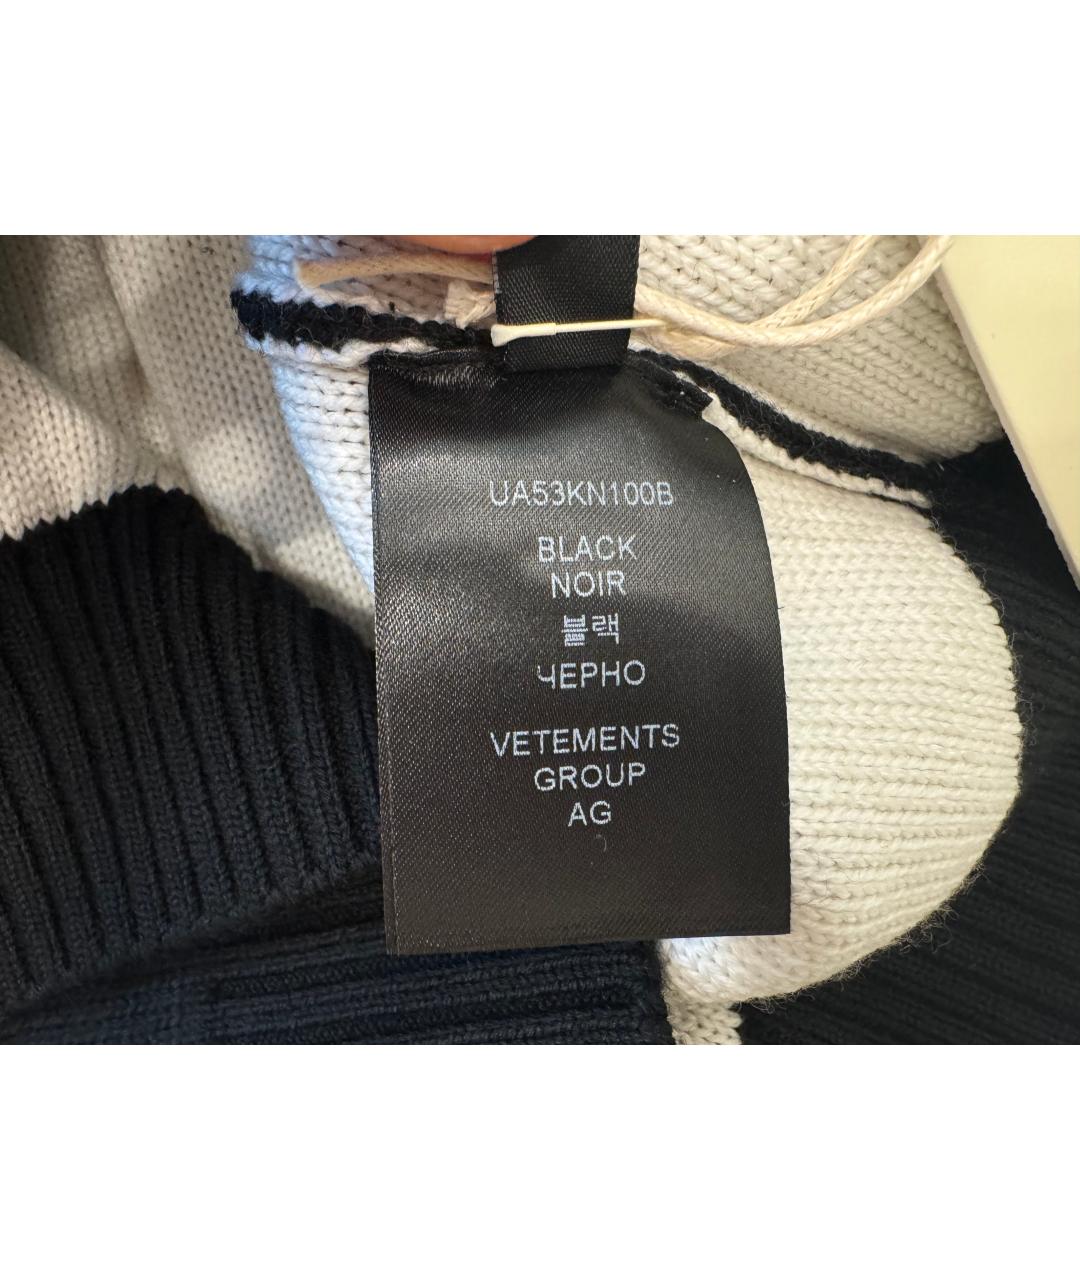 UA53KN100B
BLACK
NOIR
블랙
ЧЕРНО
VETEMENTS
GROUP
AG